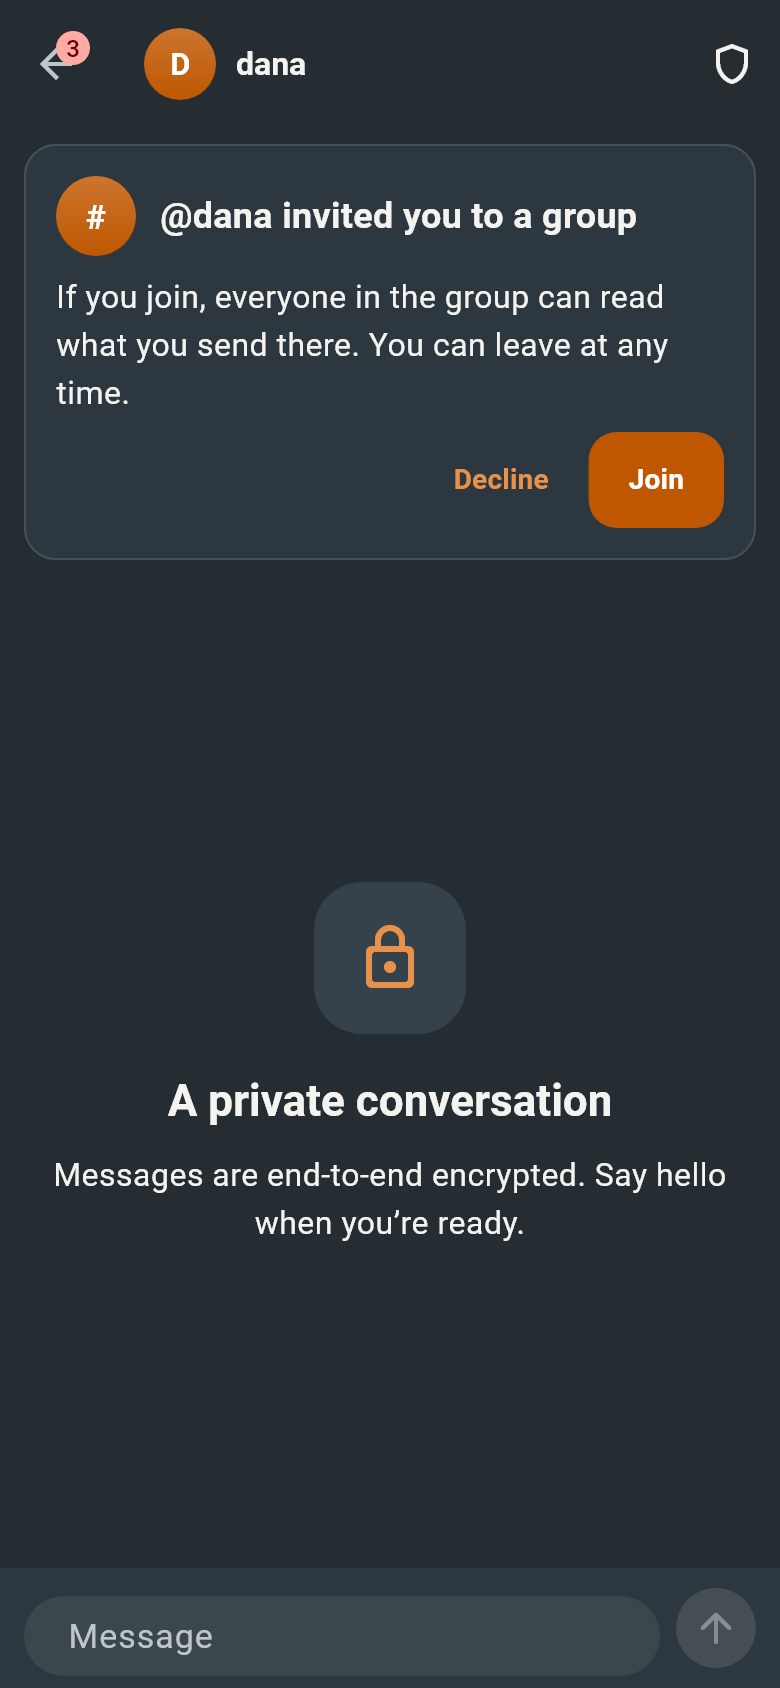 3
D
dana
#
@dana invited you to a group
If you join, everyone in the group can read
what you send there. You can leave at any
time.
Decline
Join
A private conversation
Messages are end-to-end encrypted. Say hello
when you’re ready.
Message